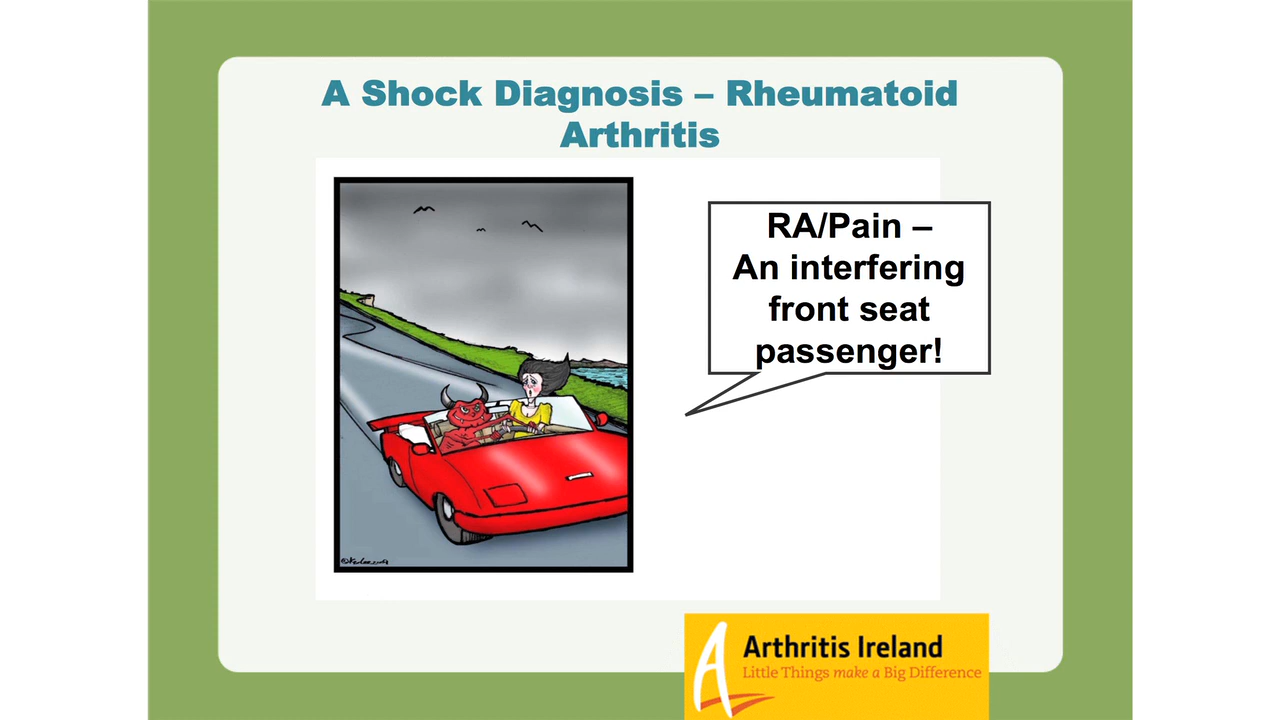 A Shock Diagnosis – Rheumatoid
Arthritis
RA/Pain –
An interfering
front seat
passenger!
Arthritis Ireland
Little Things make a Big Difference